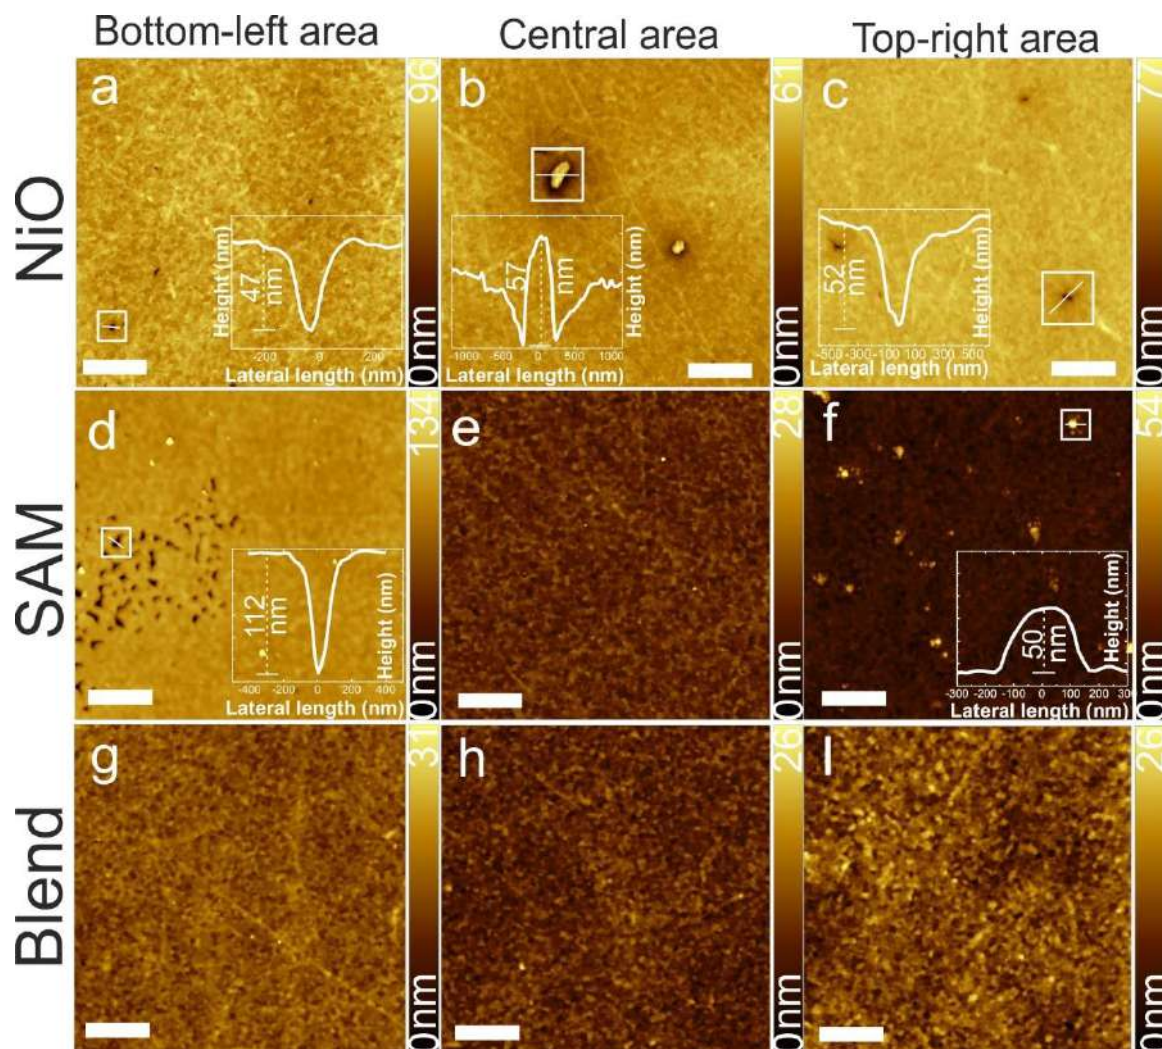 Bottom-left area
Central area
Top-right area
NiO
a
96
0nm
47
nm
Height (nm)
-200 0 200
Lateral length (nm)
b
61
0nm
57
nm
Height (nm)
1000 -500 0 500 1000
Lateral length (nm)
c
77
0nm
52
nm
Height (nm)
-500 -300 -100 100 300 500
Lateral length (nm)
SAM
d
134
0nm
112
nm
Height (nm)
-400 -200 0 200 400
Lateral length (nm)
e
28
0nm
f
54
0nm
50
nm
Height (nm)
-300 -200 -100 0 100 200 300
Lateral length (nm)
Blend
g
31
0nm
h
26
0nm
I
26
0nm